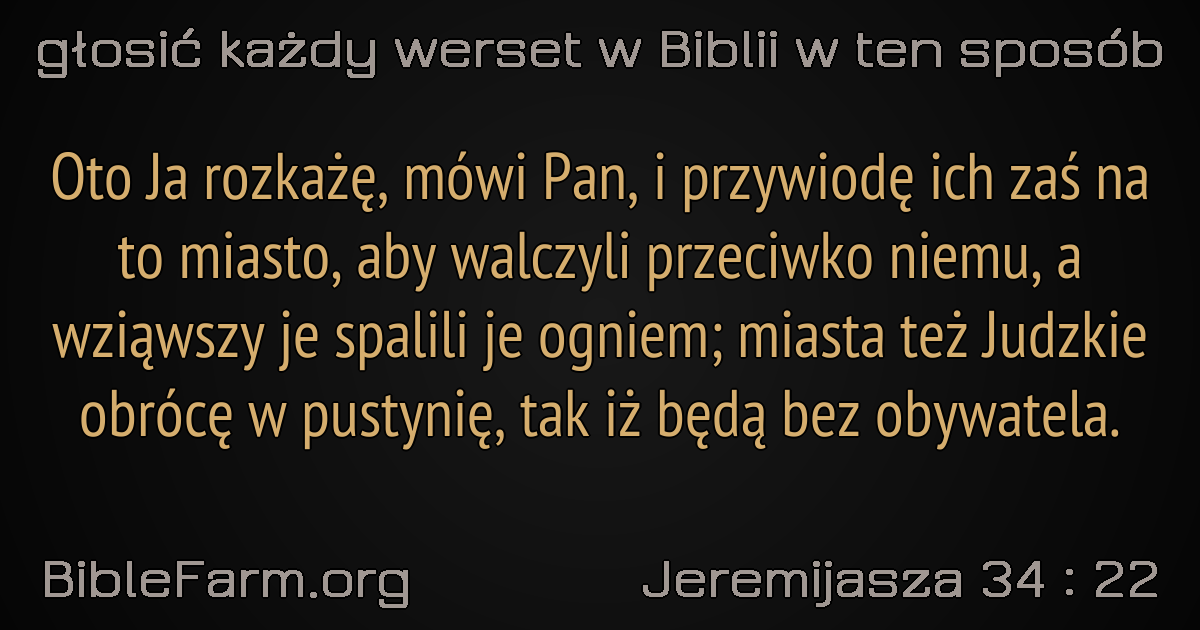 głosić każdy werset w Biblii w ten sposób
Oto Ja rozkażę, mówi Pan, i przywiodę ich zaś na
to miasto, aby walczyli przeciwko niemu, a
wziąwszy je spalili je ogniem; miasta też Judzkie
obrócę w pustynię, tak iż będą bez obywatela.
BibleFarm.org
Jeremijasza 34 : 22